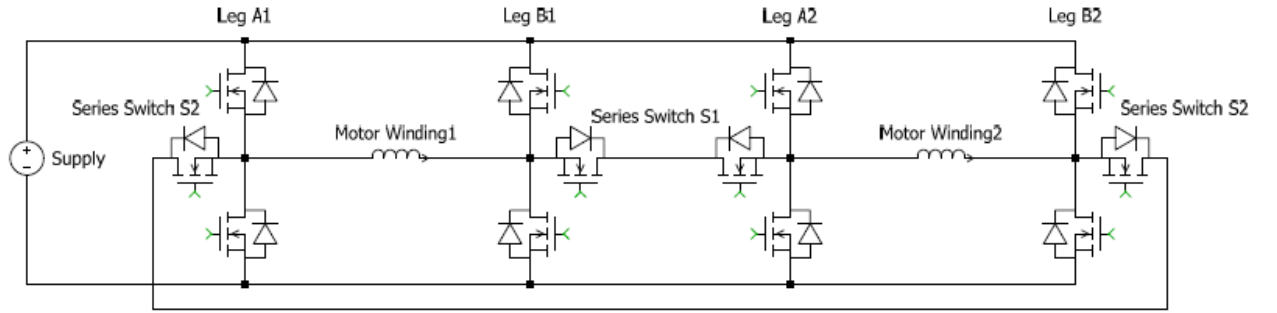 Leg A1
Leg B1
Leg A2
Leg B2
Series Switch S2
Motor Winding1
Series Switch S1
Motor Winding2
Series Switch S2
Supply